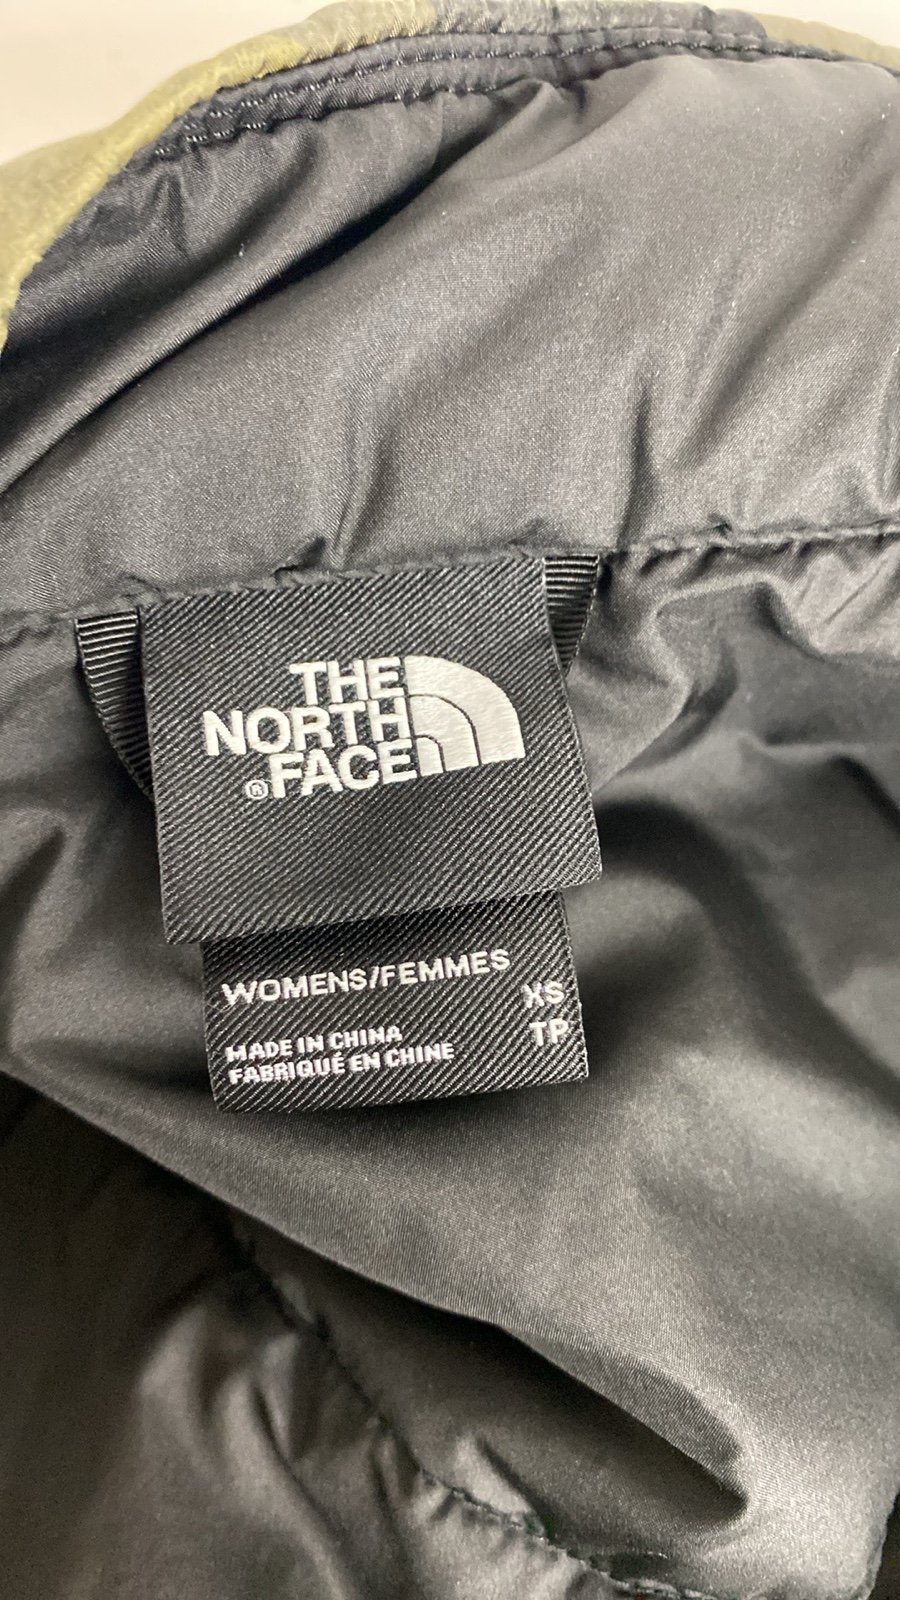 THE
NORTH
®FACE
WOMENS/FEMMES
XS
TP
MADE IN CHINA
FABRIQUÉ EN CHINE